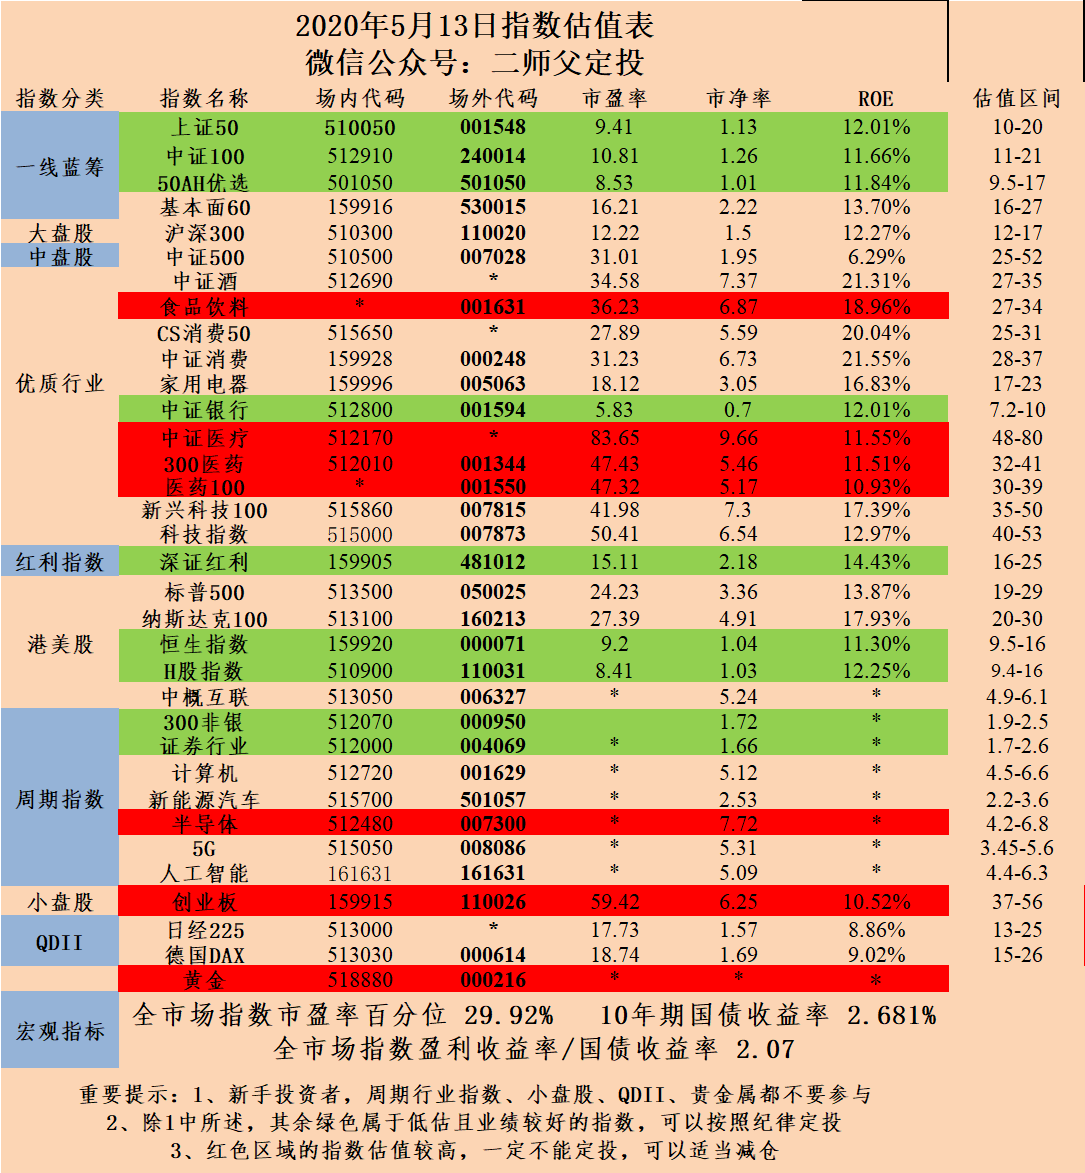 2020年5月13日指数估值表
微信公众号：二师父定投
指数分类 指数名称 场内代码 场外代码 市盈率 市净率 ROE 估值区间
一线蓝筹
上证50 510050 001548 9.41 1.13 12.01% 10-20
中证100 512910 240014 10.81 1.26 11.66% 11-21
50AH优选 501050 501050 8.53 1.01 11.84% 9.5-17
基本面60 159916 530015 16.21 2.22 13.70% 16-27
大盘股 沪深300 510300 110020 12.22 1.5 12.27% 12-17
中盘股 中证500 510500 007028 31.01 1.95 6.29% 25-52
优质行业
中证酒 512690 * 34.58 7.37 21.31% 27-35
食品饮料 * 001631 36.23 6.87 18.96% 27-34
CS消费50 515650 * 27.89 5.59 20.04% 25-31
中证消费 159928 000248 31.23 6.73 21.55% 28-37
家用电器 159996 005063 18.12 3.05 16.83% 17-23
中证银行 512800 001594 5.83 0.7 12.01% 7.2-10
中证医疗 512170 * 83.65 9.66 11.55% 48-80
300医药 512010 001344 47.43 5.46 11.51% 32-41
医药100 * 001550 47.32 5.17 10.93% 30-39
新兴科技100 515860 007815 41.98 7.3 17.39% 35-50
科技指数 515000 007873 50.41 6.54 12.97% 40-53
红利指数 深证红利 159905 481012 15.11 2.18 14.43% 16-25
港美股
标普500 513500 050025 24.23 3.36 13.87% 19-29
纳斯达克100 513100 160213 27.39 4.91 17.93% 20-30
恒生指数 159920 000071 9.2 1.04 11.30% 9.5-16
H股指数 510900 110031 8.41 1.03 12.25% 9.4-16
中概互联 513050 006327 * 5.24 * 4.9-6.1
周期指数
300非银 512070 000950 1.72 * 1.9-2.5
证券行业 512000 004069 * 1.66 * 1.7-2.6
计算机 512720 001629 * 5.12 * 4.5-6.6
新能源汽车 515700 501057 * 2.53 * 2.2-3.6
半导体 512480 007300 * 7.72 * 4.2-6.8
5G 515050 008086 * 5.31 * 3.45-5.6
人工智能 161631 161631 * 5.09 * 4.4-6.3
小盘股 创业板 159915 110026 59.42 6.25 10.52% 37-56
QDII
日经225 513000 * 17.73 1.57 8.86% 13-25
德国DAX 513030 000614 18.74 1.69 9.02% 15-26
黄金 518880 000216 * * *
宏观指标
全市场指数市盈率百分位 29.92% 10年期国债收益率 2.681%
全市场指数盈利收益率/国债收益率 2.07
重要提示：1、新手投资者，周期行业指数、小盘股、QDII、贵金属都不要参与
2、除1中所述，其余绿色属于低估且业绩较好的指数，可以按照纪律定投
3、红色区域的指数估值较高，一定不能定投，可以适当减仓